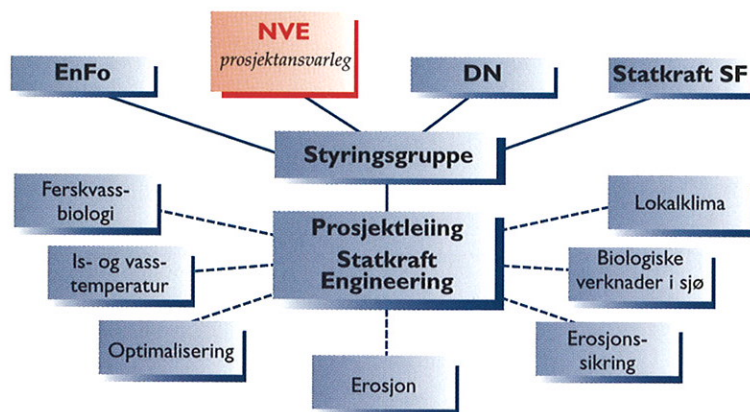 NVE
prosjektansvarleg
EnFo
DN
Statkraft SF
Styringsgruppe
Ferskvass-
biologi
Lokalklima
Prosjektleiing
Statkraft
Engineering
Is- og vass-
temperatur
Biologiske
verknader i sjø
Optimalisering
Erosjon
Erosjons-
sikring